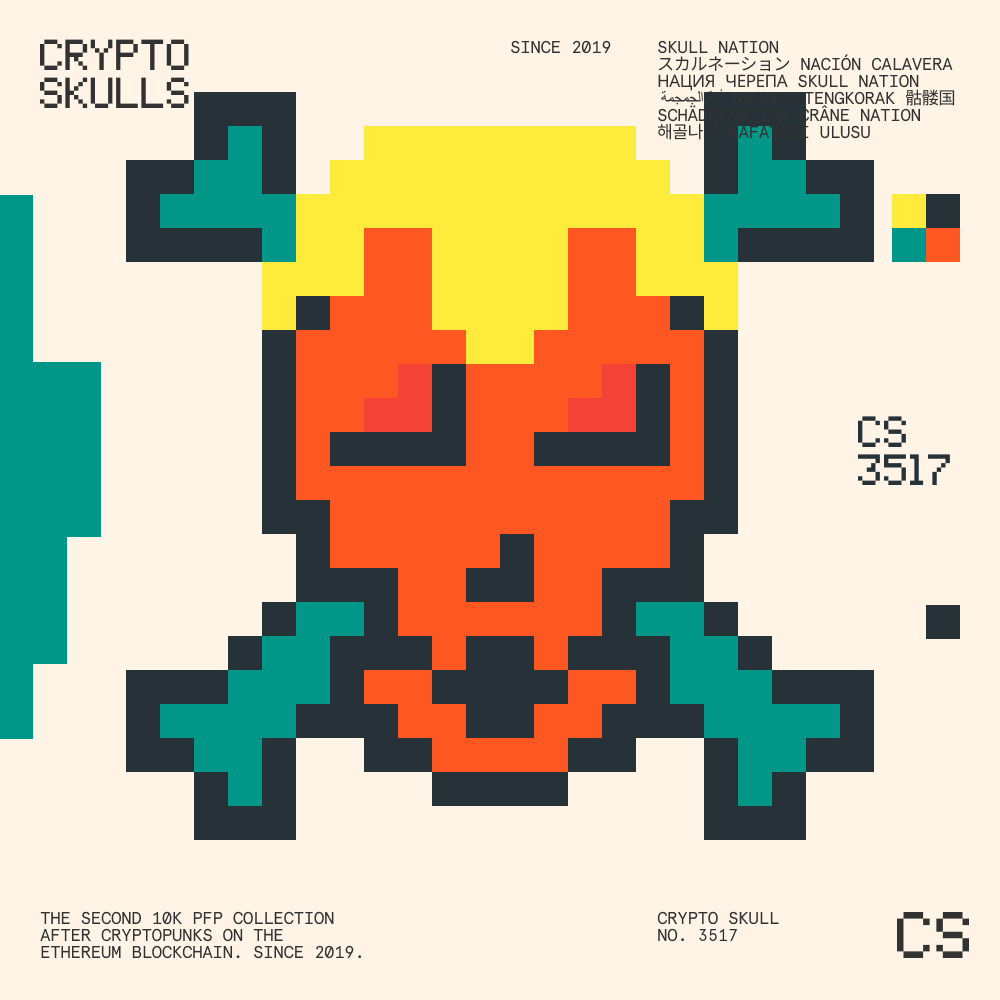 CRYPTO
SKULLS
SINCE 2019
SKULL NATION
スカルネーション NACIÓN CALAVERA
НАЦИЯ ЧЕРЕПА SKULL NATION
الجمجمة TENGKORAK 骷髅国
CRÂNE NATION
ULUSU
CS
3517
THE SECOND 10K PFP COLLECTION
AFTER CRYPTOPUNKS ON THE
ETHEREUM BLOCKCHAIN. SINCE 2019.
CRYPTO SKULL
NO. 3517
CS